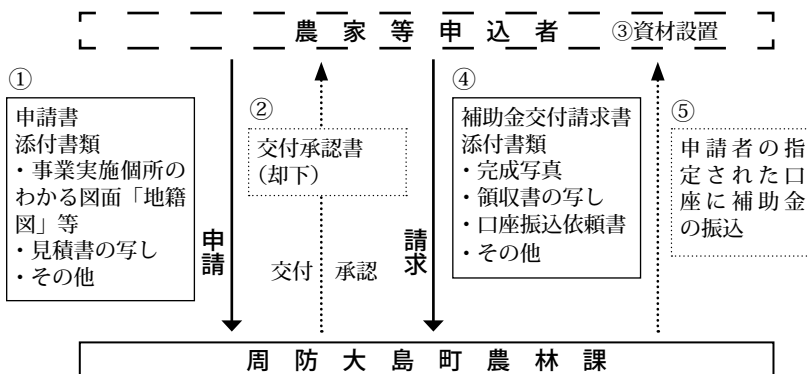 農家等申込者 ③資材設置
①
申請書
添付書類
・事業実施個所の
わかる図面「地籍
図」等
・見積書の写し
・その他
申請
②
交付承認書
（却下）
交付 承認
請求
④
補助金交付請求書
添付書類
・完成写真
・領収書の写し
・口座振込依頼書
・その他
⑤
申請者の指
定された口
座に補助金
の振込
周防大島町農林課